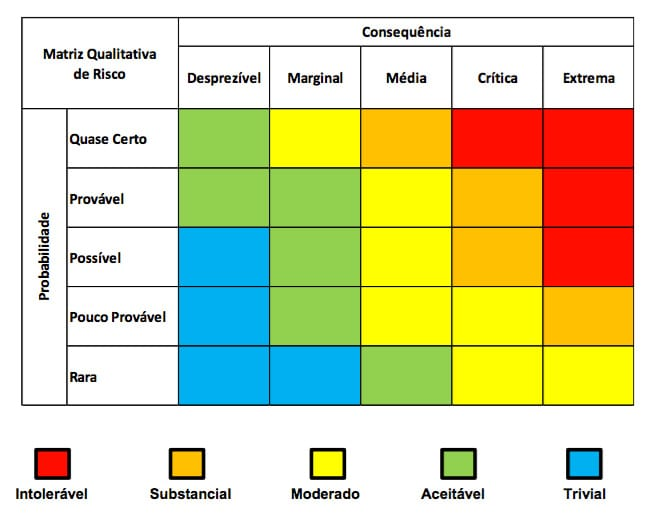 Matriz Qualitativa
de Risco
Consequência
Desprezível Marginal Média Crítica Extrema
Probabilidade
Quase Certo
Provável
Possível
Pouco Provável
Rara
Intolerável Substancial Moderado Aceitável Trivial